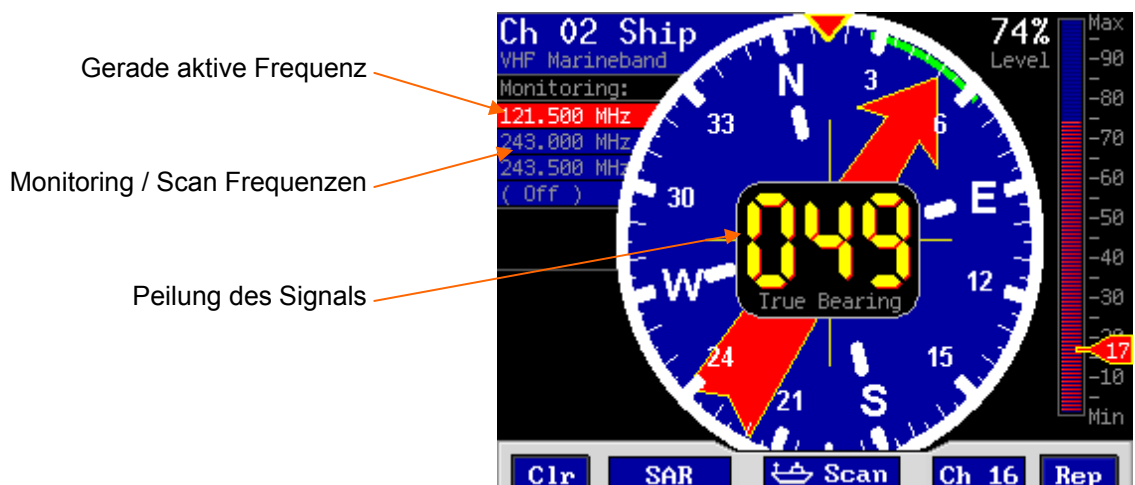 Gerade aktive Frequenz
Monitoring / Scan Frequenzen
Peilung des Signals
Ch 02 Ship
VHF Marineband
Monitoring:
121.500 MHz
243.000 MHz
243.500 MHz
( Off )
74%
Level
N
3
6
E
12
15
S
21
24
W
30
33
049
True Bearing
Max
-90
-80
-70
-60
-50
-40
-30
17
-10
Min
Clr
SAR
Scan
Ch 16
Rep